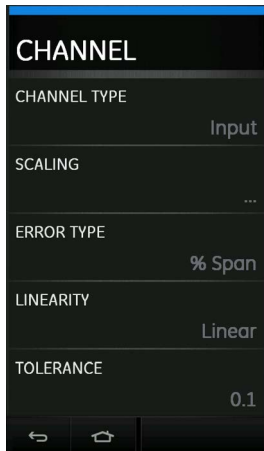 CHANNEL
CHANNEL TYPE
Input
SCALING
...
ERROR TYPE
% Span
LINEARITY
Linear
TOLERANCE
0.1